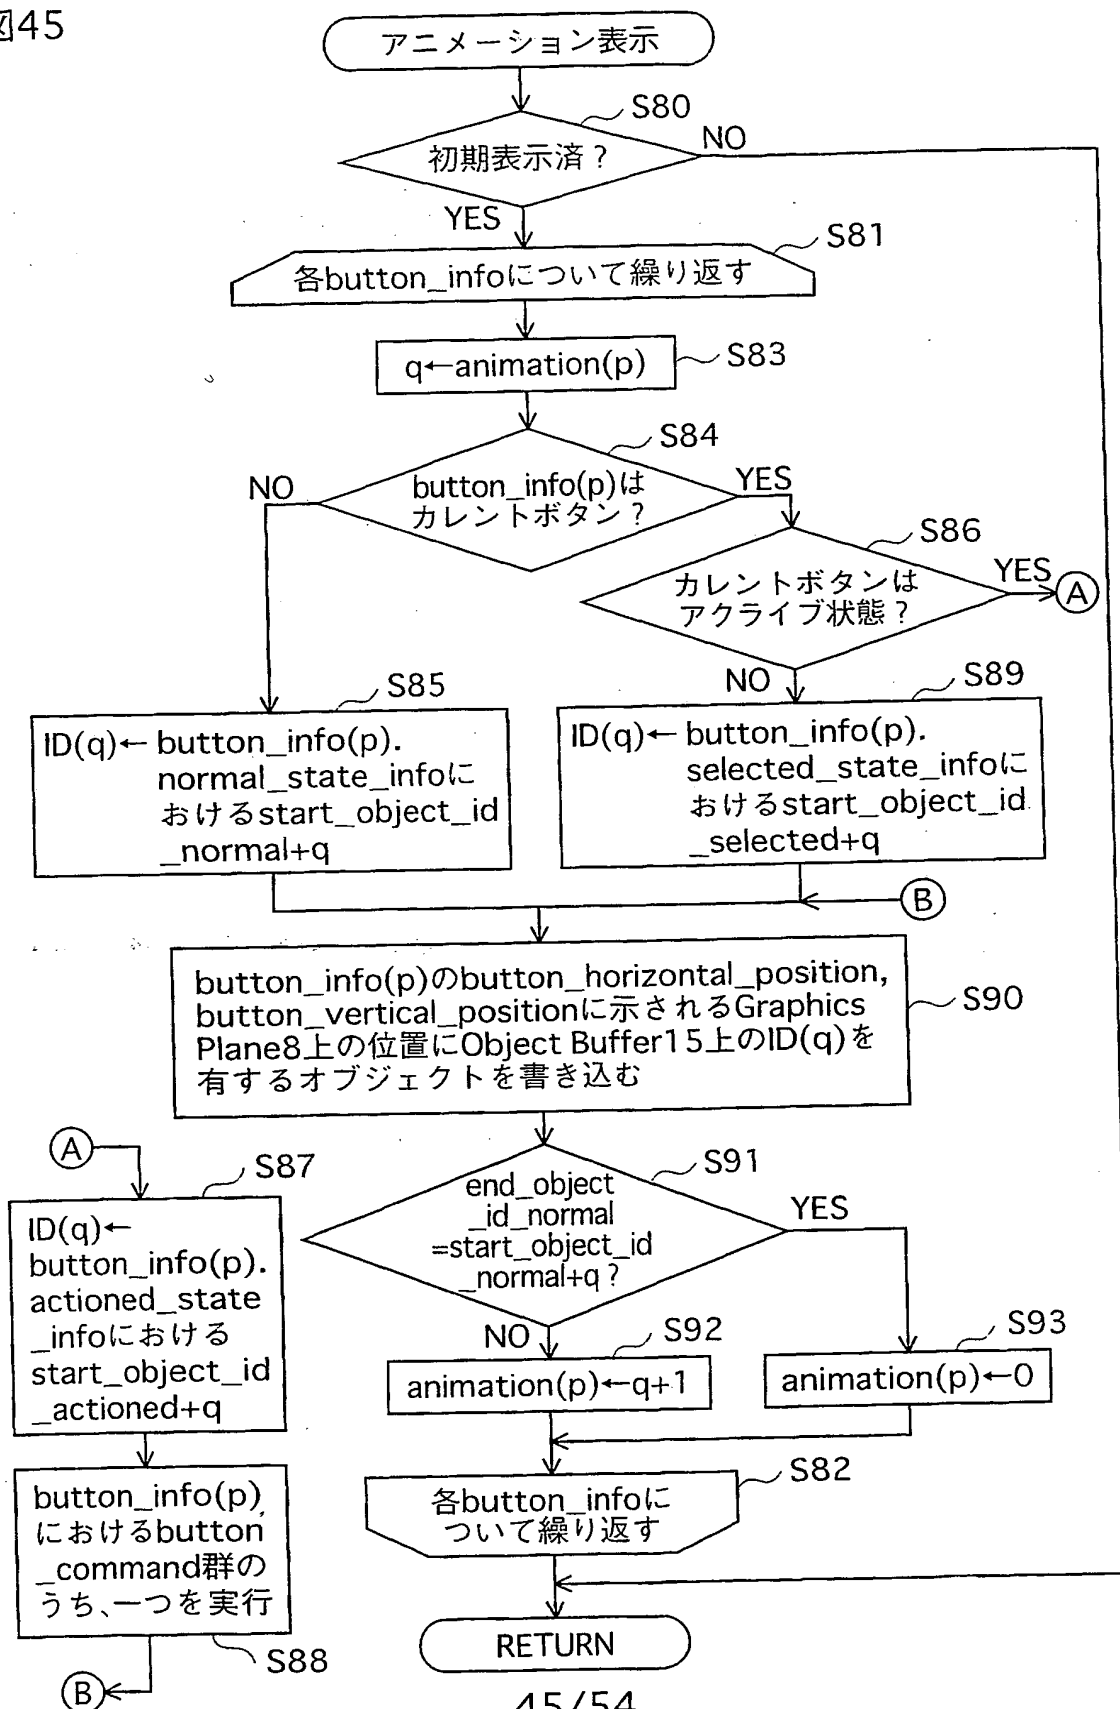 図45
アニメーション表示
S80
初期表示済?
NO
YES
S81
各button_infoについて繰り返す
q←animation(p)
S83
S84
NO
button_info(p)は
カレントボタン?
YES
S86
カレントボタンは
アクライブ状態?
YES
A
NO
S85
ID(q)← button_info(p).
normal_state_infoに
おけるstart_object_id
_normal+q
S89
ID(q)← button_info(p).
selected_state_infoに
おけるstart_object_id
_selected+q
B
button_info(p)のbutton_horizontal_position,
button_vertical_positionに示されるGraphics
Plane8上の位置にObject Buffer15上のID(q)を
有するオブジェクトを書き込む
S90
A
S87
ID(q)←
button_info(p).
actioned_state
_infoにおける
start_object_id
_actioned+q
button_info(p)
におけるbutton
_command群の
うち、一つを実行
S88
B
S91
end_object
_id_normal
=start_object_id
_normal+q?
YES
NO
S92
animation(p)←q+1
S93
animation(p)←0
S82
各button_infoに
ついて繰り返す
RETURN
45/54